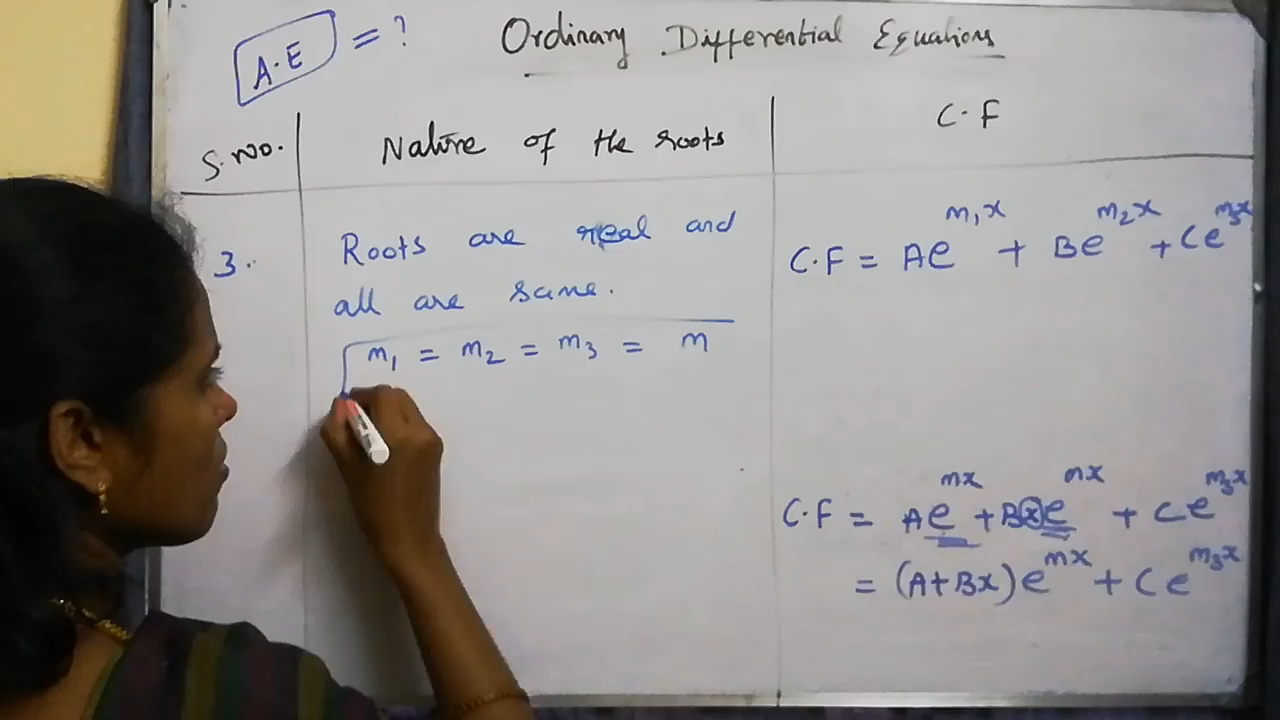 A.E = ?
Ordinary Differential Equations
S.No.
Nature of the roots
C.F
3.
Roots are real and
all are same.
m₁ = m₂ = m₃ = m
C.F = Ae^{m₁x} + Be^{m₂x} + Ce^{m₃x}
C.F = Ae^{mx} + Bxe^{mx} + Ce^{m₃x}
= (A+Bx)e^{mx} + Ce^{m₃x}